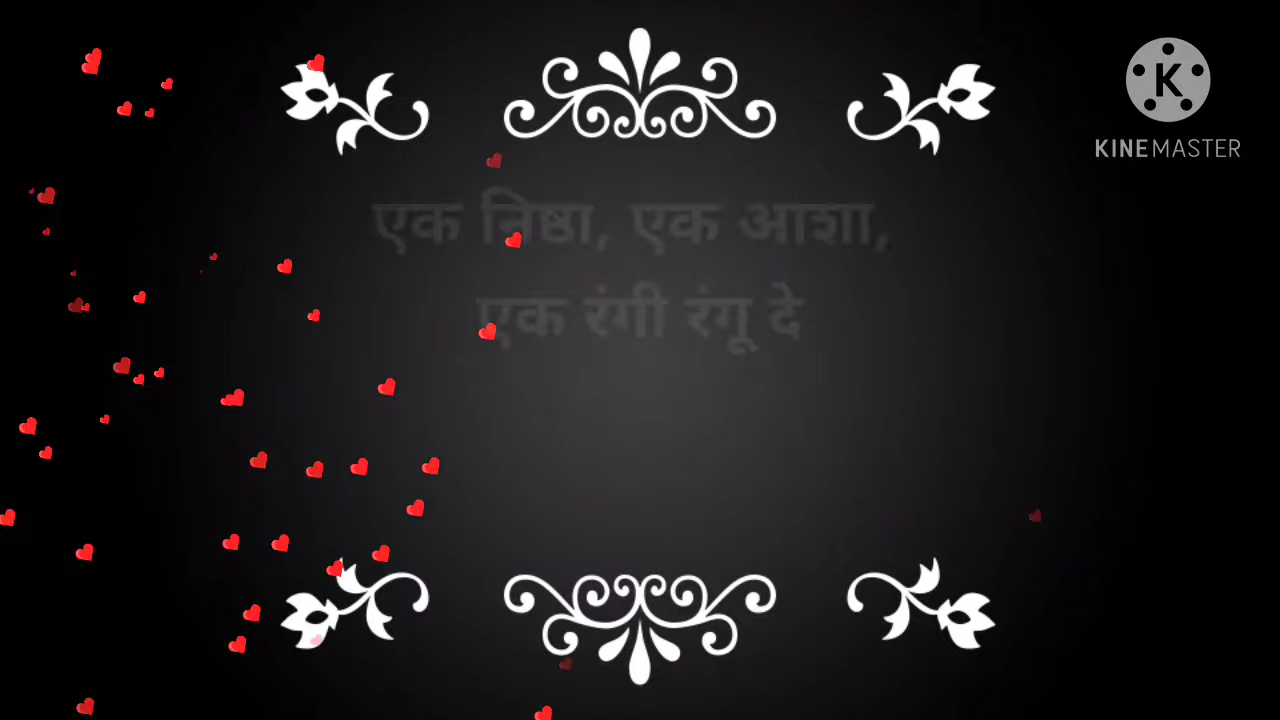 एक निष्ठा, एक आशा,
एक रंगी रंगू दे
K
KINEMASTER